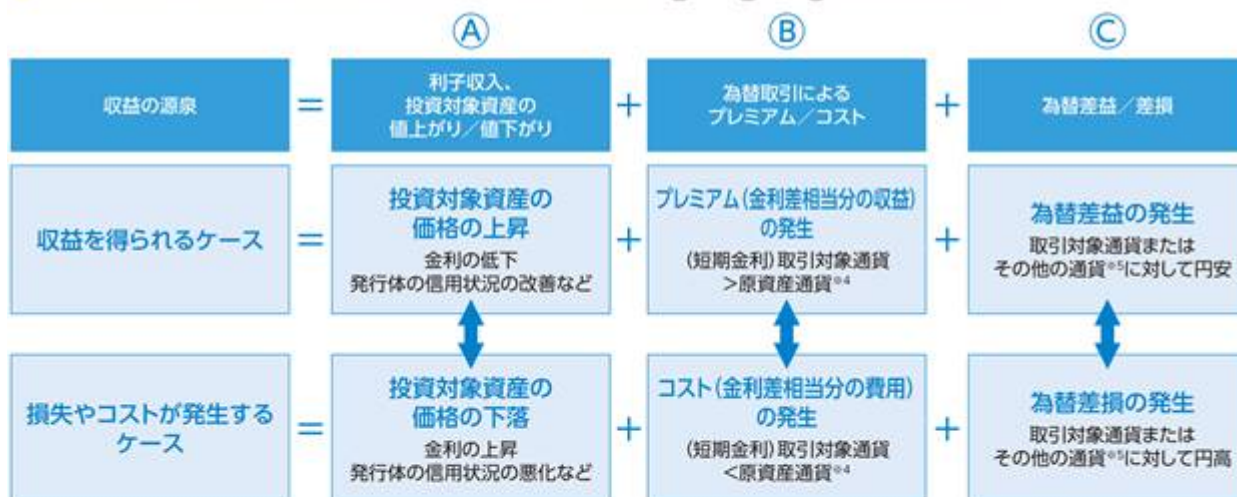 Ⓐ
Ⓑ
Ⓒ
収益の源泉
=
利子収入、
投資対象資産の
値上がり/値下がり
+
為替取引による
プレミアム/コスト
+
為替差益/差損
収益を得られるケース
=
投資対象資産の
価格の上昇
金利の低下
発行体の信用状況の改善など
+
プレミアム(金利差相当分の収益)
の発生
(短期金利)取引対象通貨
>原資産通貨※4
+
為替差益の発生
取引対象通貨または
その他の通貨※5に対して円安
損失やコストが発生する
ケース
=
投資対象資産の
価格の下落
金利の上昇
発行体の信用状況の悪化など
+
コスト(金利差相当分の費用)
の発生
(短期金利)取引対象通貨
<原資産通貨※4
+
為替差損の発生
取引対象通貨または
その他の通貨※5に対して円高